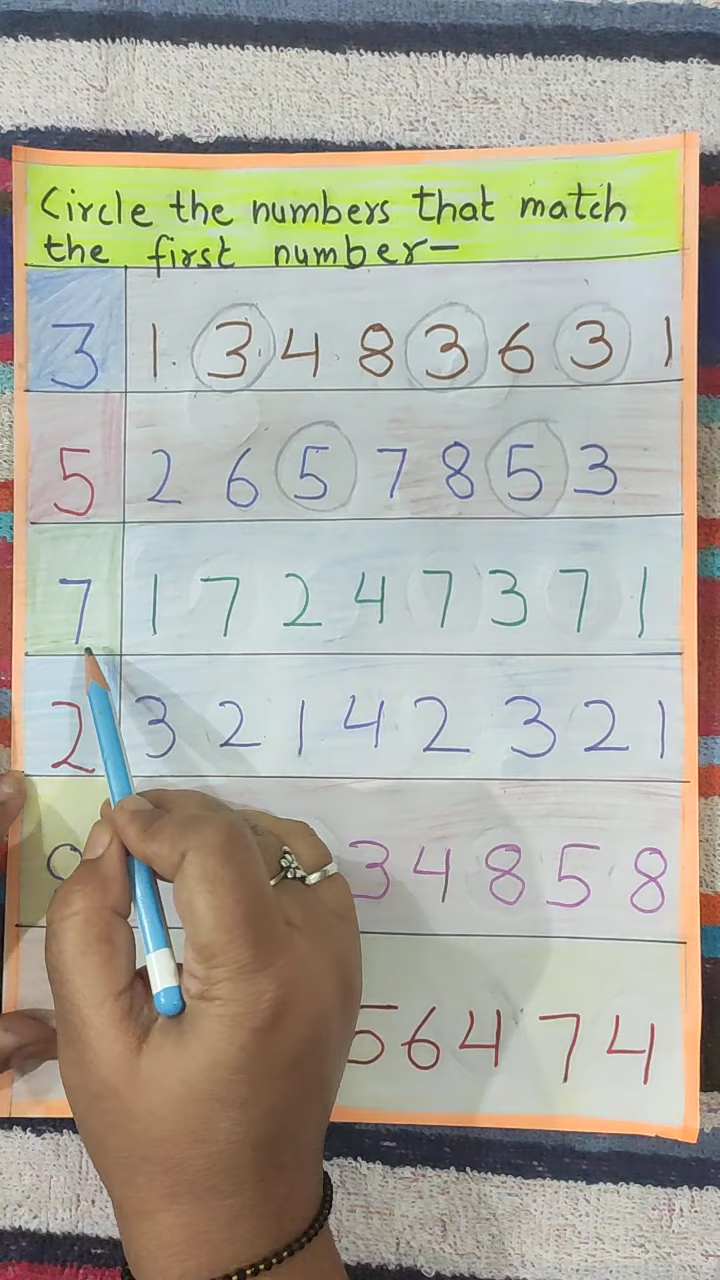 Circle the numbers that match
the first number-
3 1 3 4 8 3 6 3 1
5 2 6 5 7 8 5 3
7 1 7 2 4 7 3 7 1
2 3 2 1 4 2 3 2 1
3 4 8 5 8
5 6 4 7 4